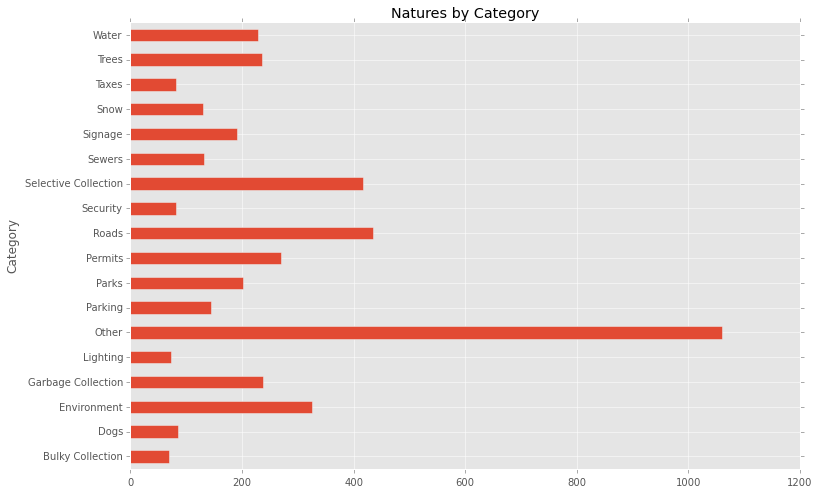 Natures by Category
Water
Trees
Taxes
Snow
Signage
Sewers
Selective Collection
Security
Roads
Permits
Parks
Parking
Other
Lighting
Garbage Collection
Environment
Dogs
Bulky Collection
Category
0 200 400 600 800 1000 1200